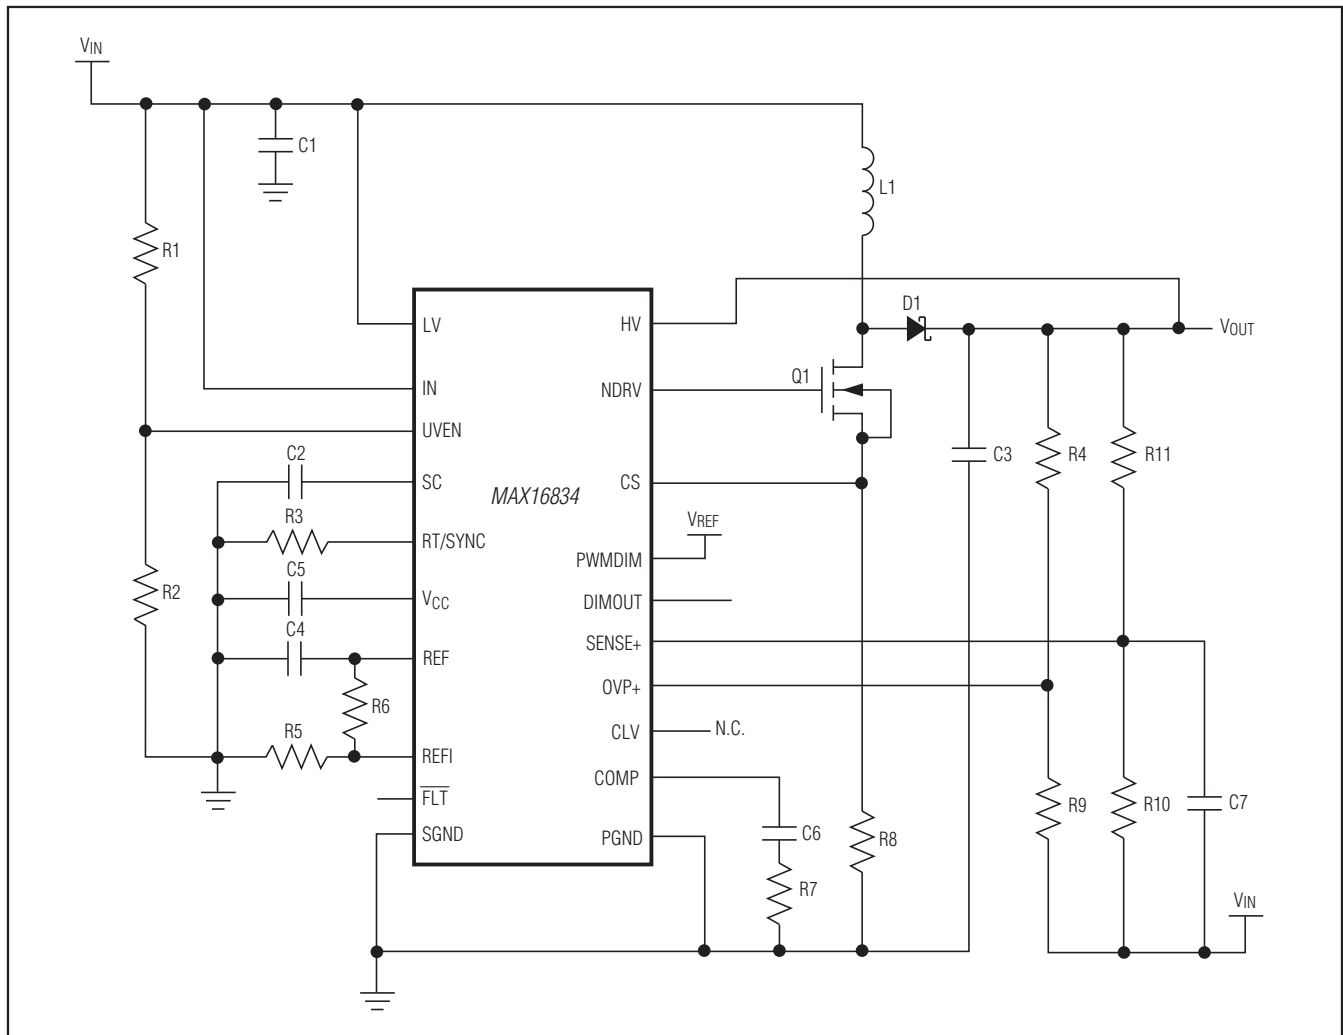 VIN
C1
L1
R1
LV
HV
D1
VOUT
IN
NDRV
Q1
UVEN
C2
SC
CS
C3
R4
R11
MAX16834
R3
RT/SYNC
VREF
PWMDIM
C5
R2
VCC
DIMOUT
C4
SENSE+
REF
OVP+
R6
R5
CLV
N.C.
REFI
COMP
FLT
SGND
PGND
C6
R8
R9
R10
C7
R7
VIN